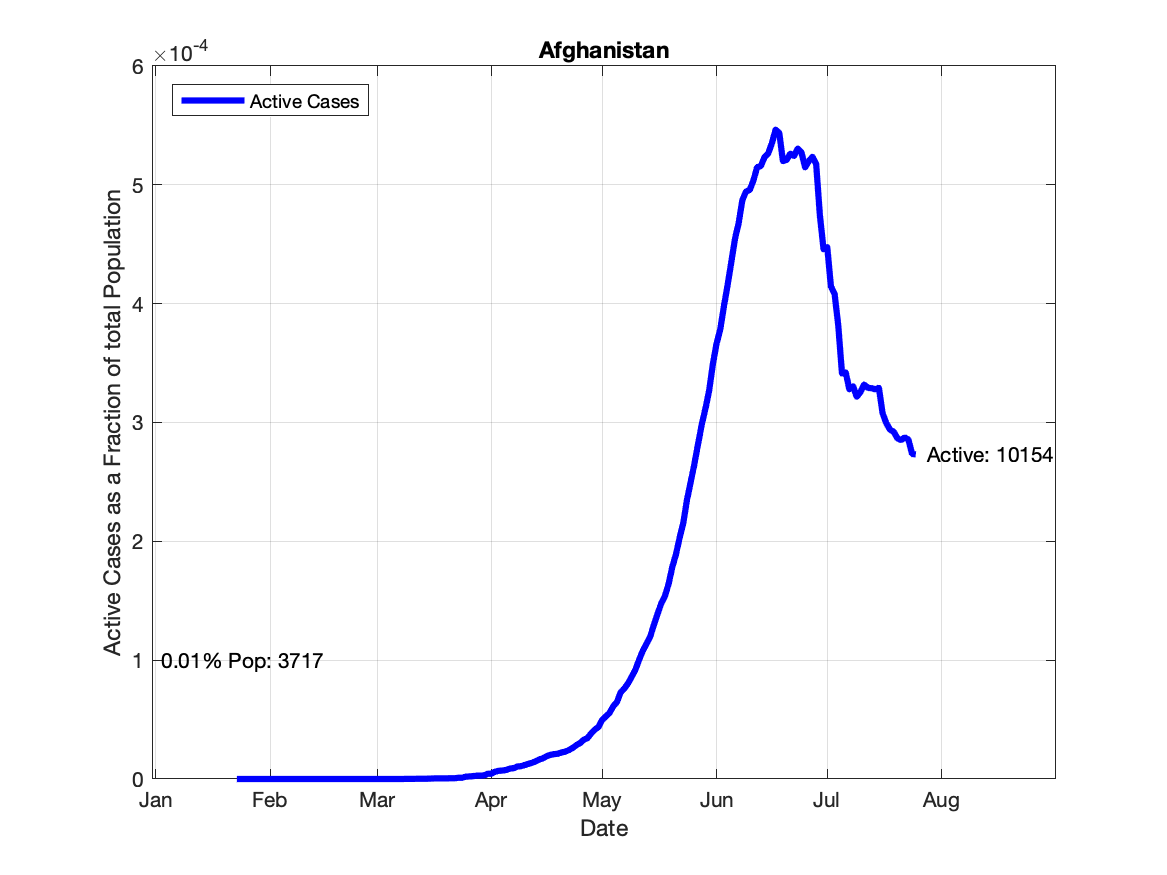 Afghanistan
×10-4
Active Cases
6
5
4
3
2
1
0
Active Cases as a Fraction of total Population
0.01% Pop: 3717
Active: 10154
Jan Feb Mar Apr May Jun Jul Aug
Date